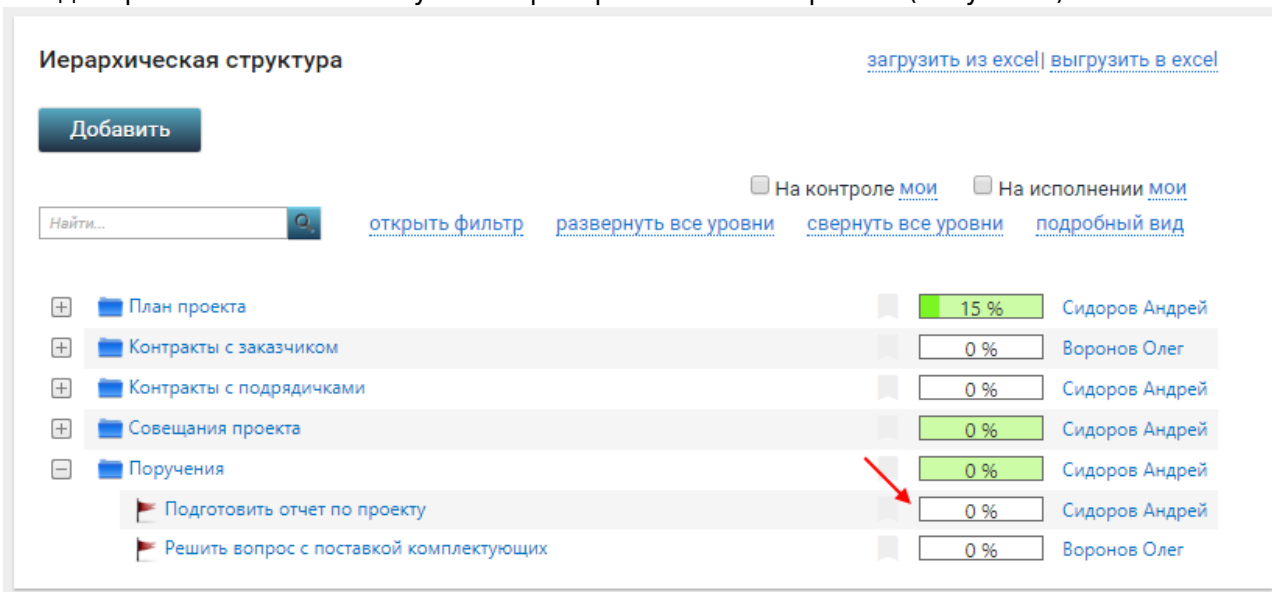 Иерархическая структура загрузить из excel| выгрузить в excel
Добавить
На контроле мои На исполнении мои
Найти... открыть фильтр развернуть все уровни свернуть все уровни подробный вид
План проекта 15 % Сидоров Андрей
Контракты с заказчиком 0 % Воронов Олег
Контракты с подрядичками 0 % Сидоров Андрей
Совещания проекта 0 % Сидоров Андрей
Поручения 0 % Сидоров Андрей
Подготовить отчет по проекту 0 % Сидоров Андрей
Решить вопрос с поставкой комплектующих 0 % Воронов Олег